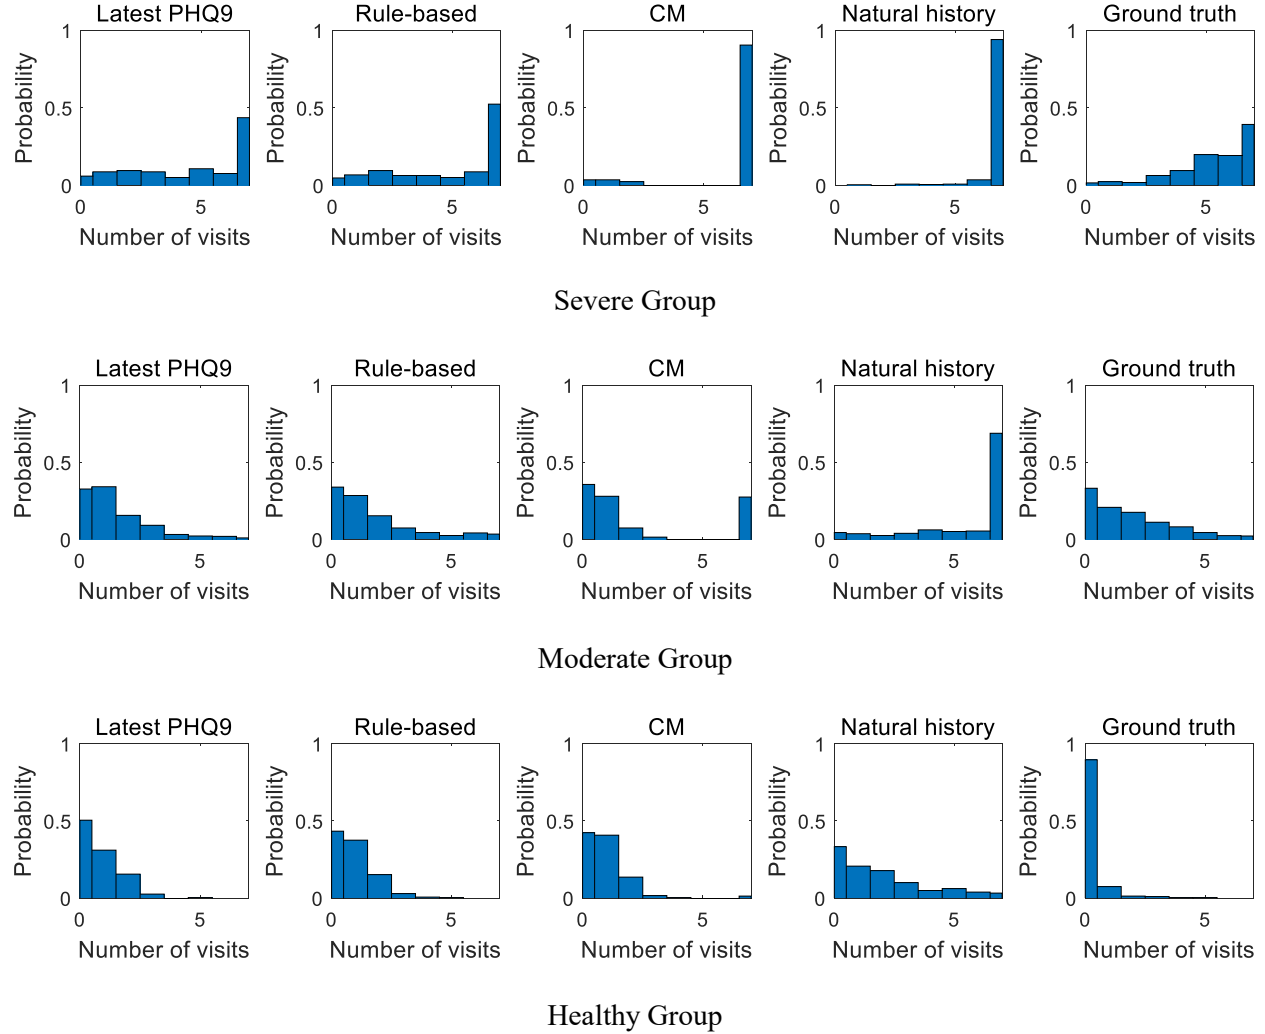 Latest PHQ9 Rule-based CM Natural history Ground truth
1 1 1 1 1
Probability Probability Probability Probability Probability
0.5 0.5 0.5 0.5 0.5
0 0 0 0 0
0 5 0 5 0 5 0 5 0 5
Number of visits Number of visits Number of visits Number of visits Number of visits
Severe Group
Latest PHQ9 Rule-based CM Natural history Ground truth
1 1 1 1 1
Probability Probability Probability Probability Probability
0.5 0.5 0.5 0.5 0.5
0 0 0 0 0
0 5 0 5 0 5 0 5 0 5
Number of visits Number of visits Number of visits Number of visits Number of visits
Moderate Group
Latest PHQ9 Rule-based CM Natural history Ground truth
1 1 1 1 1
Probability Probability Probability Probability Probability
0.5 0.5 0.5 0.5 0.5
0 0 0 0 0
0 5 0 5 0 5 0 5 0 5
Number of visits Number of visits Number of visits Number of visits Number of visits
Healthy Group